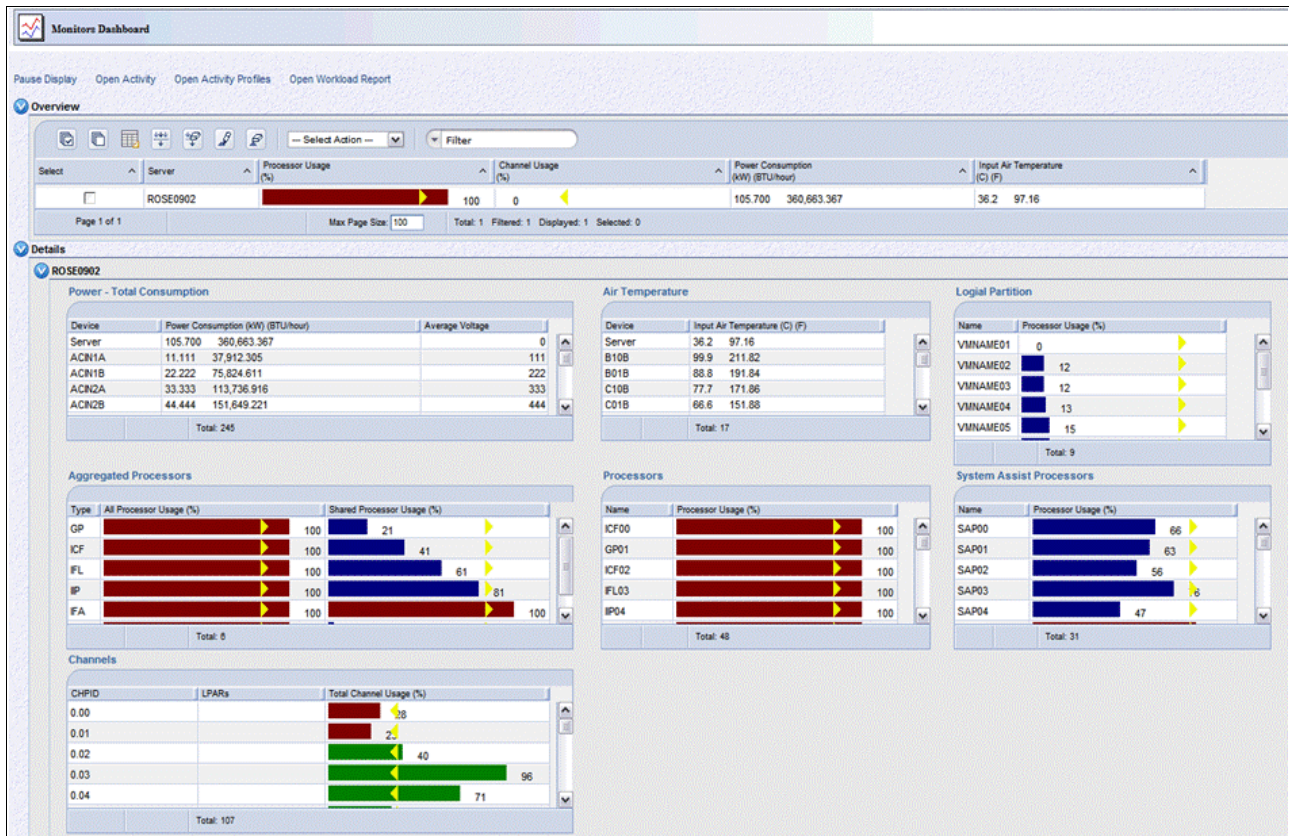 Monitors Dashboard
Pause Display Open Activity Open Activity Profiles Open Workload Report
Overview
--- Select Action --- Filter
Select Server Processor Usage (%) Channel Usage (%) Power Consumption (kW) (BTU/hour) Input Air Temperature (C) (F)
ROSE0902 100 0 105.700 360,663.367 36.2 97.16
Page 1 of 1 Max Page Size: 100 Total: 1 Filtered: 1 Displayed: 1 Selected: 0
Details
ROSE0902
Power - Total Consumption
Device Power Consumption (kW) (BTU/hour) Average Voltage
Server 105.700 360,663.367 0
ACIN1A 11.111 37,912.305 111
ACIN1B 22.222 75,824.611 222
ACIN2A 33.333 113,736.916 333
ACIN2B 44.444 151,649.221 444
Total: 245
Air Temperature
Device Input Air Temperature (C) (F)
Server 36.2 97.16
B10B 99.9 211.82
B01B 88.8 191.84
C10B 77.7 171.86
C01B 66.6 151.88
Total: 17
Logial Partition
Name Processor Usage (%)
VMNAME01 0
VMNAME02 12
VMNAME03 12
VMNAME04 13
VMNAME05 15
Total: 9
Aggregated Processors
Type All Processor Usage (%) Shared Processor Usage (%)
GP 100 21
ICF 100 41
IFL 100 61
IIP 100 81
IFA 100 100
Total: 6
Processors
Name Processor Usage (%)
ICF00 100
GP01 100
ICF02 100
IFL03 100
IIP04 100
Total: 48
System Assist Processors
Name Processor Usage (%)
SAP00 66
SAP01 63
SAP02 56
SAP03
SAP04 47
Total: 31
Channels
CHPID LPARs Total Channel Usage (%)
0.00 28
0.01
0.02 40
0.03 96
0.04 71
Total: 107